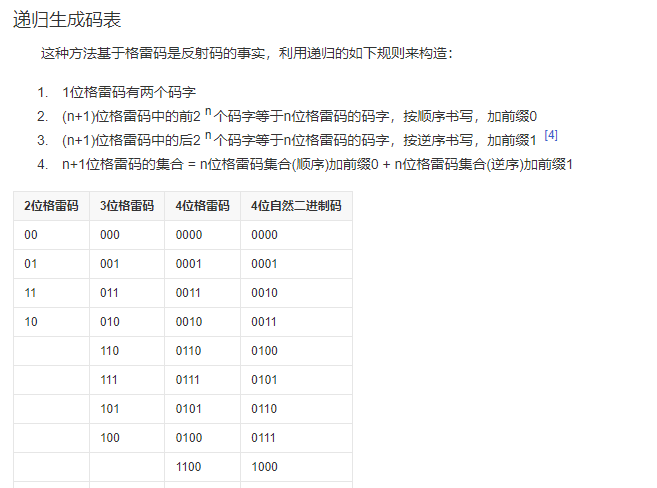 递归生成码表
这种方法基于格雷码是反射码的事实，利用递归的如下规则来构造：
1. 1位格雷码有两个码字
2. (n+1)位格雷码中的前2 n 个码字等于n位格雷码的码字，按顺序书写，加前缀0
3. (n+1)位格雷码中的后2 n 个码字等于n位格雷码的码字，按逆序书写，加前缀1 [4]
4. n+1位格雷码的集合 = n位格雷码集合(顺序)加前缀0 + n位格雷码集合(逆序)加前缀1
2位格雷码 3位格雷码 4位格雷码 4位自然二进制码
00 000 0000 0000
01 001 0001 0001
11 011 0011 0010
10 010 0010 0011
110 0110 0100
111 0111 0101
101 0101 0110
100 0100 0111
1100 1000